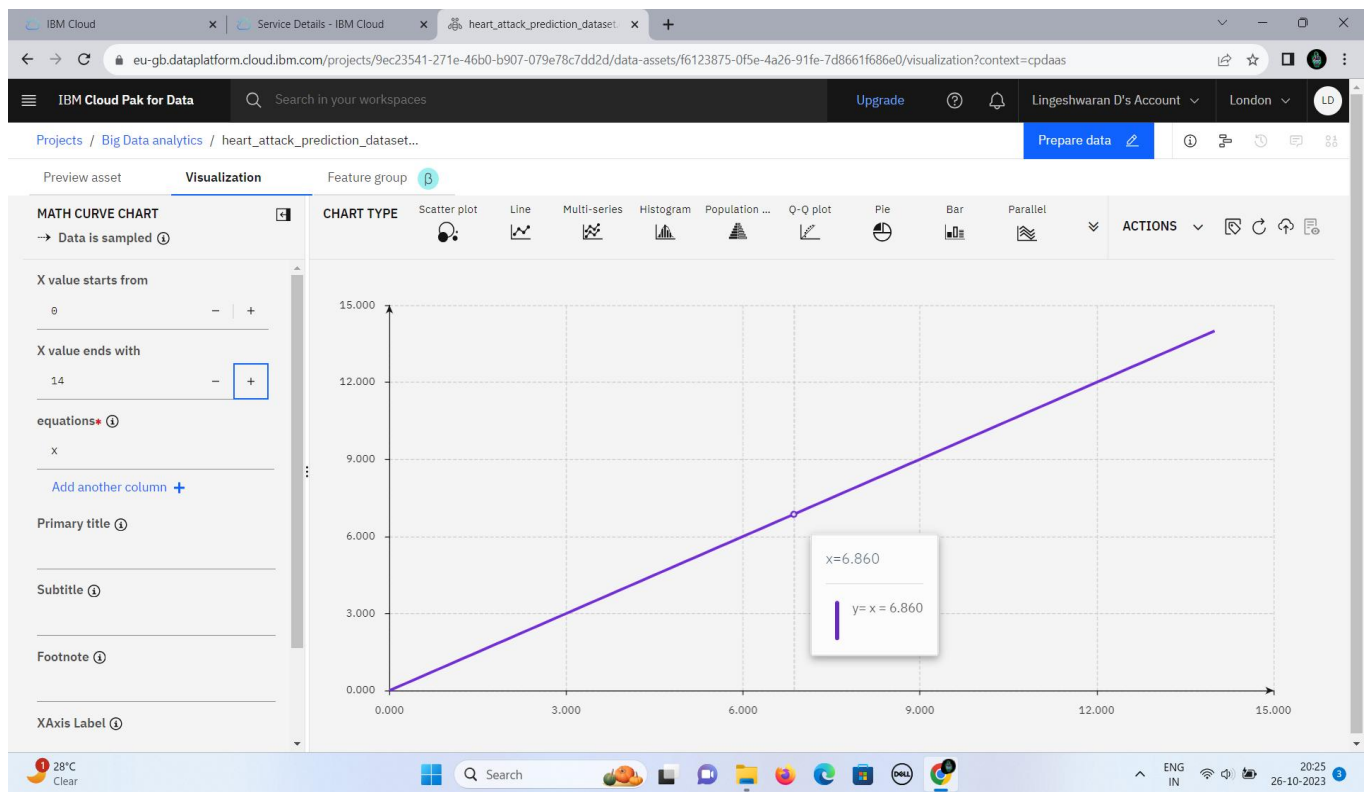 IBM Cloud
Service Details - IBM Cloud
heart_attack_prediction_dataset.
eu-gb.dataplatform.cloud.ibm.com/projects/9ec23541-271e-46b0-b907-079e78c7dd2d/data-assets/f6123875-0f5e-4a26-91fe-7d8661f686e0/visualization?context=cpdaas
IBM Cloud Pak for Data
Search in your workspaces
Upgrade
Lingeshwaran D's Account
London
LD
Projects / Big Data analytics / heart_attack_prediction_dataset...
Prepare data
Preview asset
Visualization
Feature group
β
MATH CURVE CHART
Data is sampled
CHART TYPE
Scatter plot
Line
Multi-series
Histogram
Population ...
Q-Q plot
Pie
Bar
Parallel
ACTIONS
X value starts from
0
X value ends with
14
equations*
x
Add another column +
Primary title
Subtitle
Footnote
XAxis Label
15.000
12.000
9.000
6.000
3.000
0.000
0.000 3.000 6.000 9.000 12.000 15.000
x=6.860
y= x = 6.860
1
28°C
Clear
Search
DELL
ENG
IN
20:25
26-10-2023
3